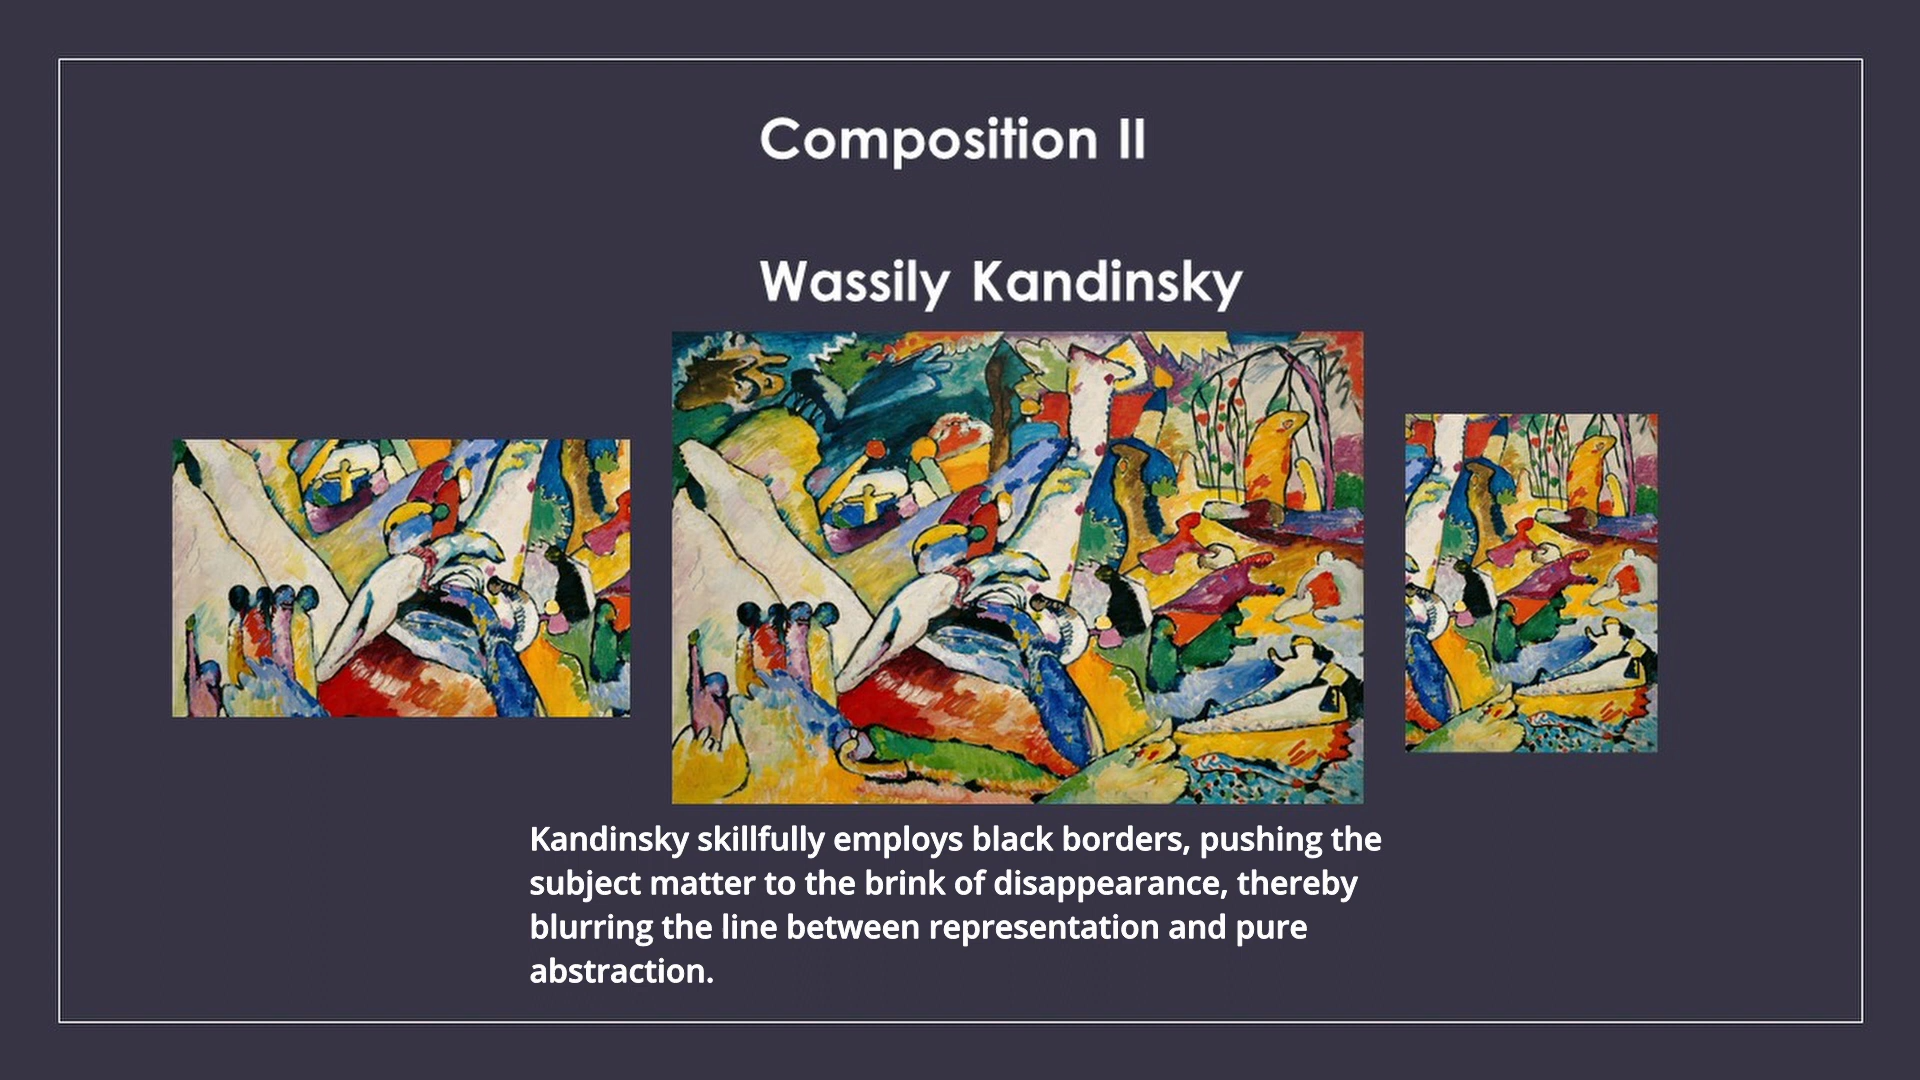 Composition II
Wassily Kandinsky
Kandinsky skillfully employs black borders, pushing the
subject matter to the brink of disappearance, thereby
blurring the line between representation and pure
abstraction.